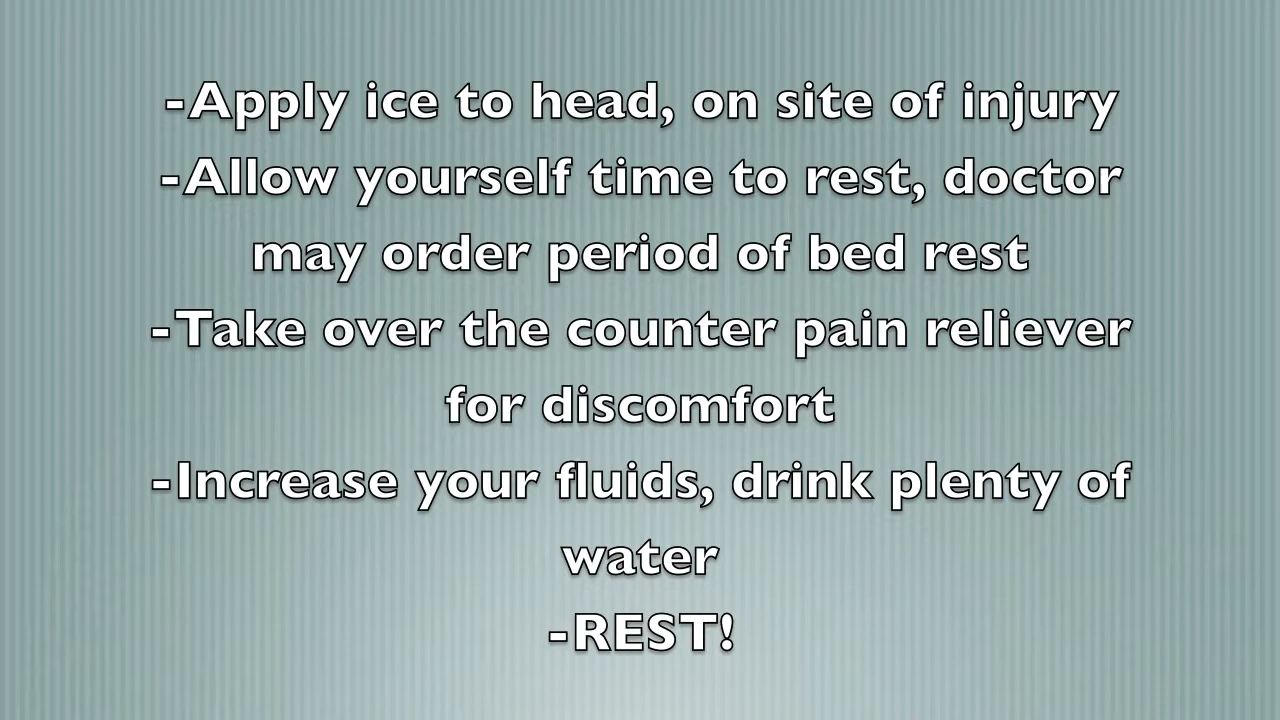 -Apply ice to head, on site of injury
-Allow yourself time to rest, doctor
may order period of bed rest
-Take over the counter pain reliever
for discomfort
-Increase your fluids, drink plenty of
water
-REST!